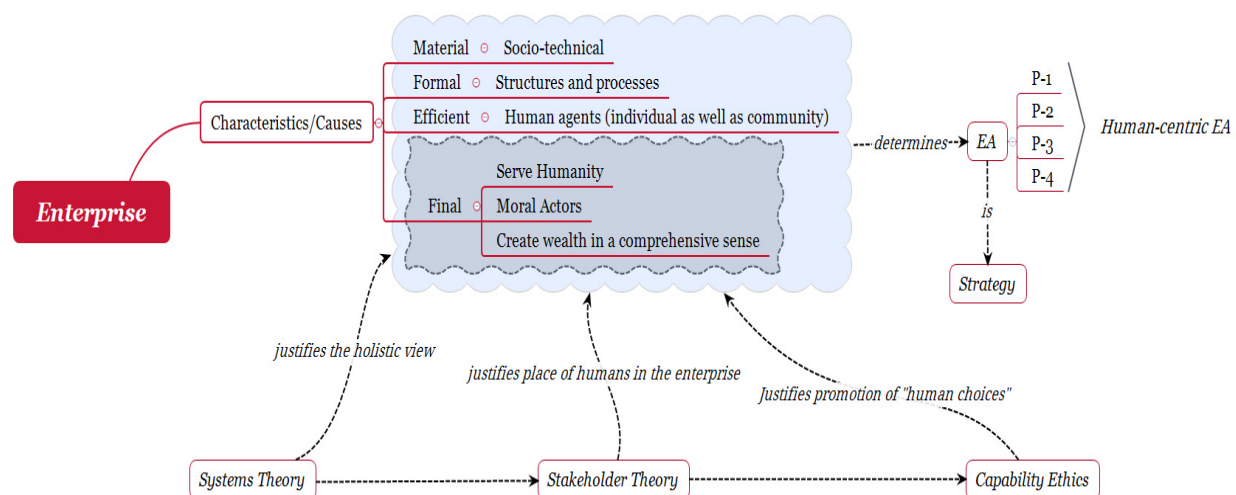 Material Socio-technical
Formal Structures and processes
Characteristics/Causes
Efficient Human agents (individual as well as community)
Enterprise
Serve Humanity
Final Moral Actors
Create wealth in a comprehensive sense
determines
EA
P-1
P-2
P-3
P-4
Human-centric EA
is
Strategy
justifies the holistic view
justifies place of humans in the enterprise
Justifies promotion of "human choices"
Systems Theory
Stakeholder Theory
Capability Ethics